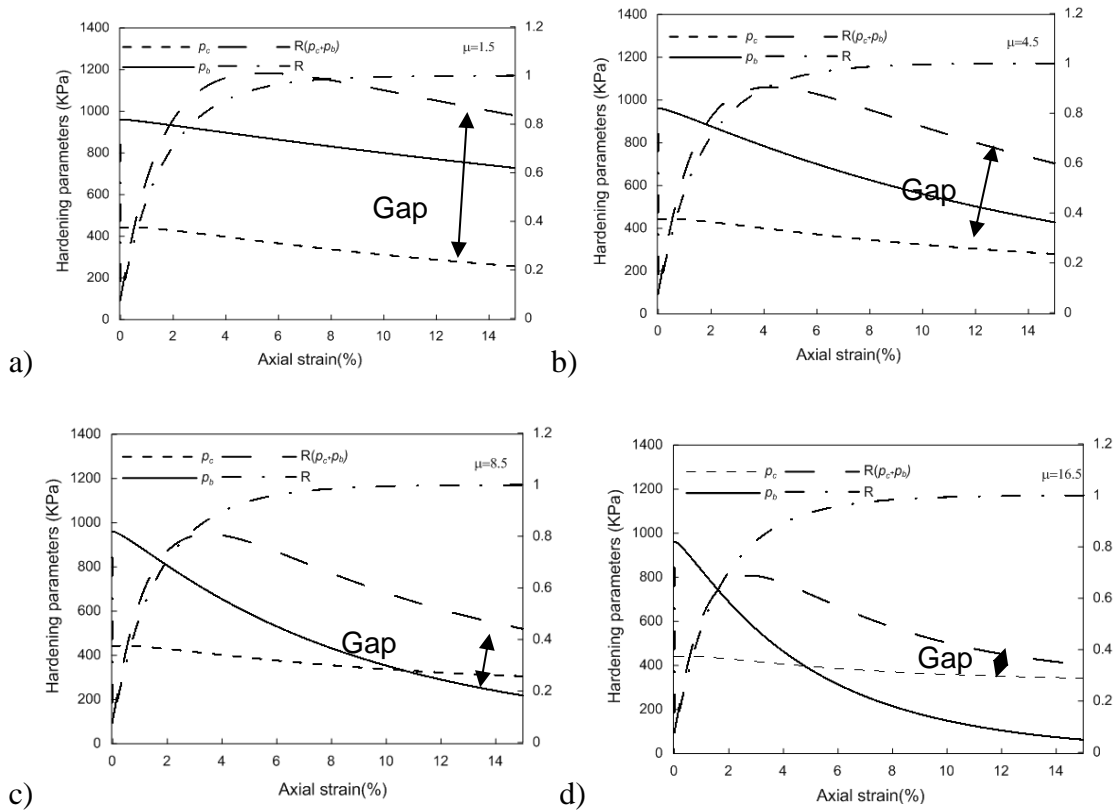 1400 1.2
p_c R(p_c+p_b) μ=1.5
1200 p_b R 1
1000 0.8
800
Gap
600 0.6
400 0.4
200 0.2
0 0
0 2 4 6 8 10 12 14
Hardening parameters (KPa)
Axial strain(%)
a)
1400 1.2
p_c R(p_c+p_b) μ=4.5
1200 p_b R 1
1000 0.8
800
Gap
600 0.6
400 0.4
200 0.2
0 0
0 2 4 6 8 10 12 14
Hardening parameters (KPa)
Axial strain(%)
b)
1400 1.2
p_c R(p_c+p_b) μ=8.5
1200 p_b R 1
1000 0.8
800
600 0.6
Gap
400 0.4
200 0.2
0 0
0 2 4 6 8 10 12 14
Hardening parameters (KPa)
Axial strain(%)
c)
1400 1.2
p_c R(p_c+p_b) μ=16.5
1200 p_b R 1
1000 0.8
800
600 0.6
Gap
400 0.4
200 0.2
0 0
0 2 4 6 8 10 12 14
Hardening parameters (KPa)
Axial strain(%)
d)